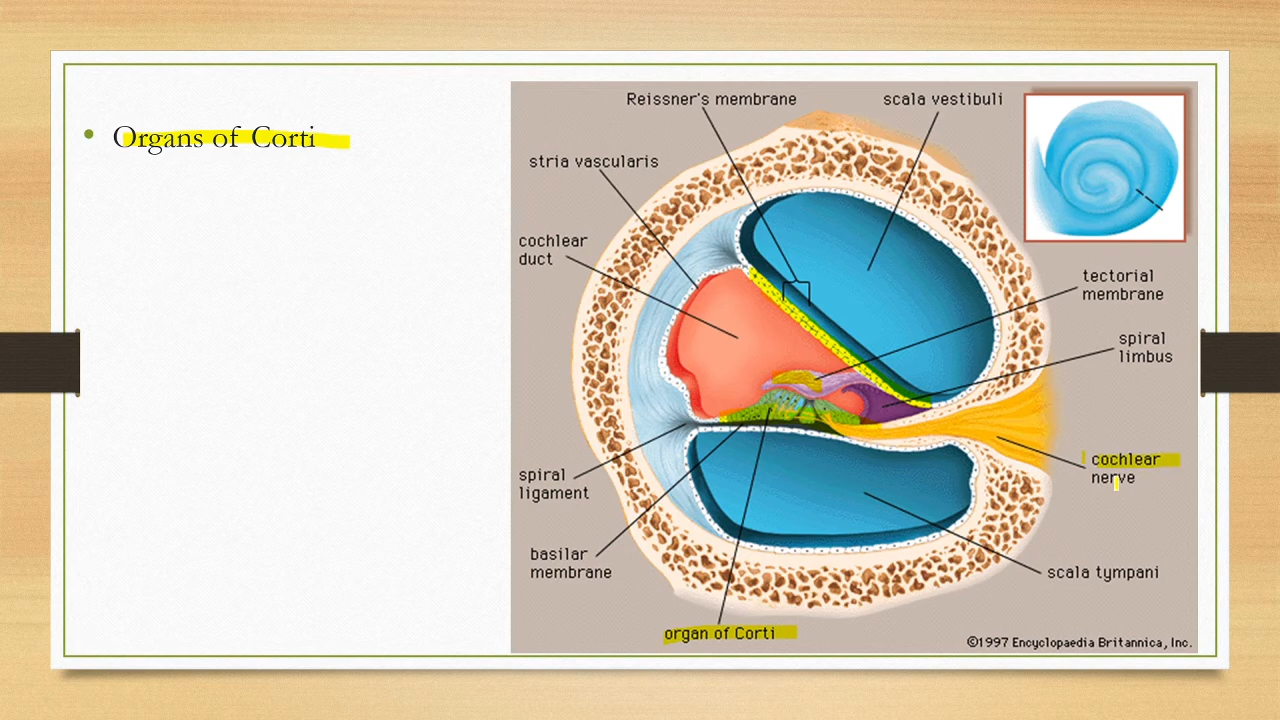 • Organs of Corti
Reissner's membrane
scala vestibuli
stria vascularis
cochlear
duct
tectorial
membrane
spiral
limbus
cochlear
nerve
spiral
ligament
basilar
membrane
scala tympani
organ of Corti
©1997 Encyclopaedia Britannica, Inc.